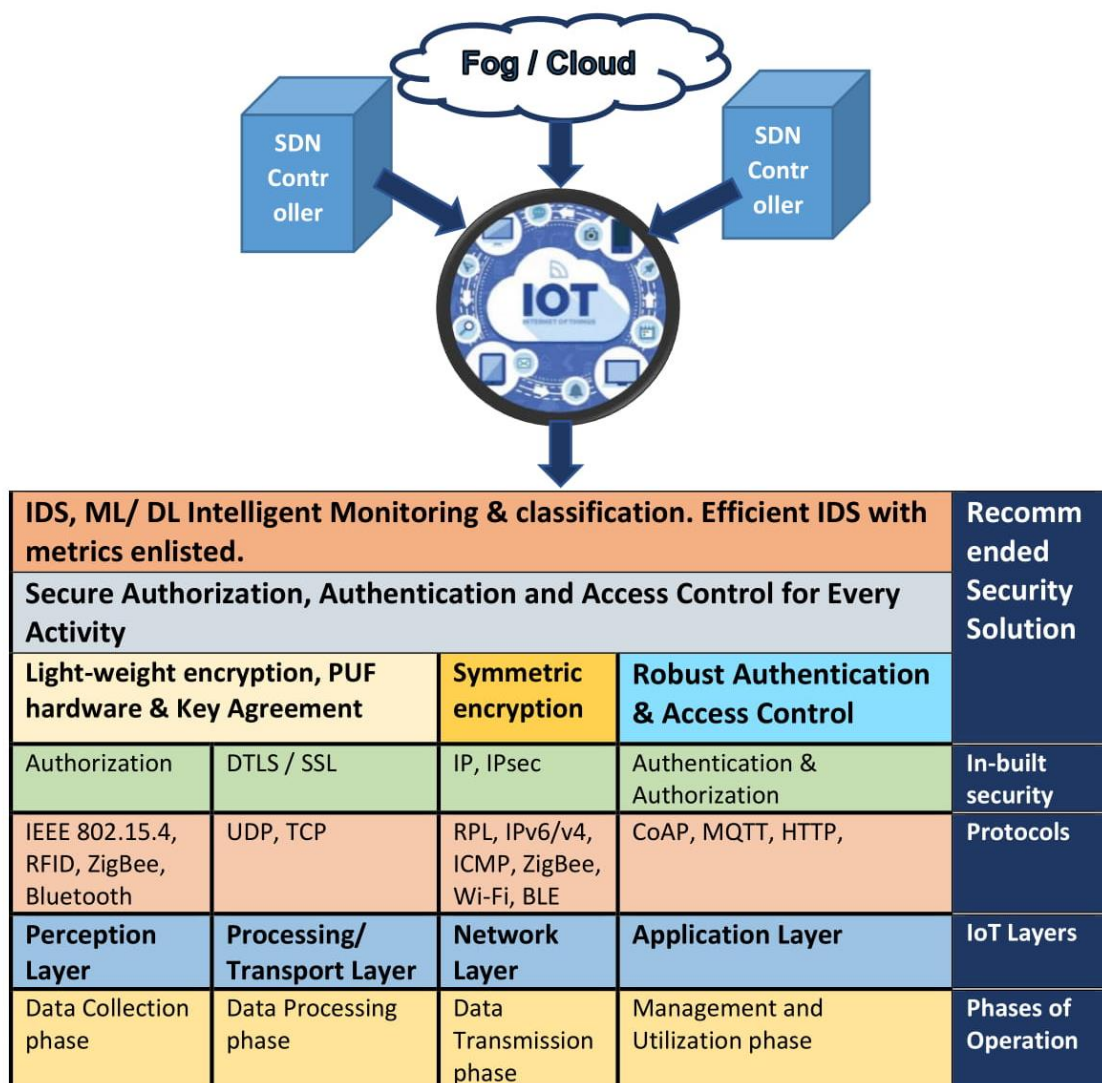 Fog / Cloud
SDN
Contr
oller
SDN
Contr
oller
IOT
INTERNET OF THINGS
IDS, ML/ DL Intelligent Monitoring & classification. Efficient IDS with
metrics enlisted.
Recomm
ended
Security
Solution
Secure Authorization, Authentication and Access Control for Every
Activity
Light-weight encryption, PUF
hardware & Key Agreement
Symmetric
encryption
Robust Authentication
& Access Control
Authorization
DTLS / SSL
IP, IPsec
Authentication &
Authorization
In-built
security
IEEE 802.15.4,
RFID, ZigBee,
Bluetooth
UDP, TCP
RPL, IPv6/v4,
ICMP, ZigBee,
Wi-Fi, BLE
CoAP, MQTT, HTTP,
Protocols
Perception
Layer
Processing/
Transport Layer
Network
Layer
Application Layer
IoT Layers
Data Collection
phase
Data Processing
phase
Data
Transmission
phase
Management and
Utilization phase
Phases of
Operation